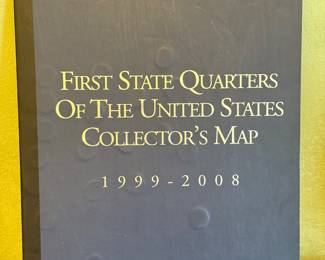 First State Quarters
Of The United States
Collector's Map
1999-2008